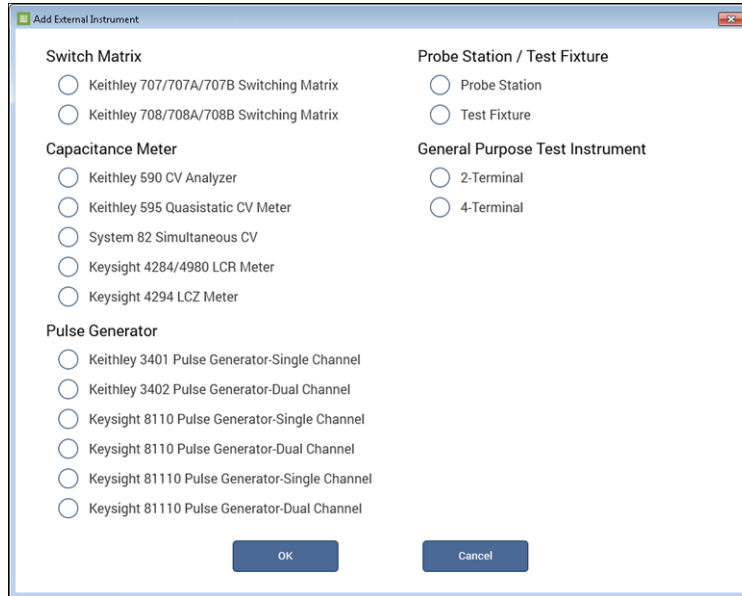 Add External Instrument
Switch Matrix
Keithley 707/707A/707B Switching Matrix
Keithley 708/708A/708B Switching Matrix
Capacitance Meter
Keithley 590 CV Analyzer
Keithley 595 Quasistatic CV Meter
System 82 Simultaneous CV
Keysight 4284/4980 LCR Meter
Keysight 4294 LCZ Meter
Pulse Generator
Keithley 3401 Pulse Generator-Single Channel
Keithley 3402 Pulse Generator-Dual Channel
Keysight 8110 Pulse Generator-Single Channel
Keysight 8110 Pulse Generator-Dual Channel
Keysight 81110 Pulse Generator-Single Channel
Keysight 81110 Pulse Generator-Dual Channel
Probe Station / Test Fixture
Probe Station
Test Fixture
General Purpose Test Instrument
2-Terminal
4-Terminal
OK
Cancel